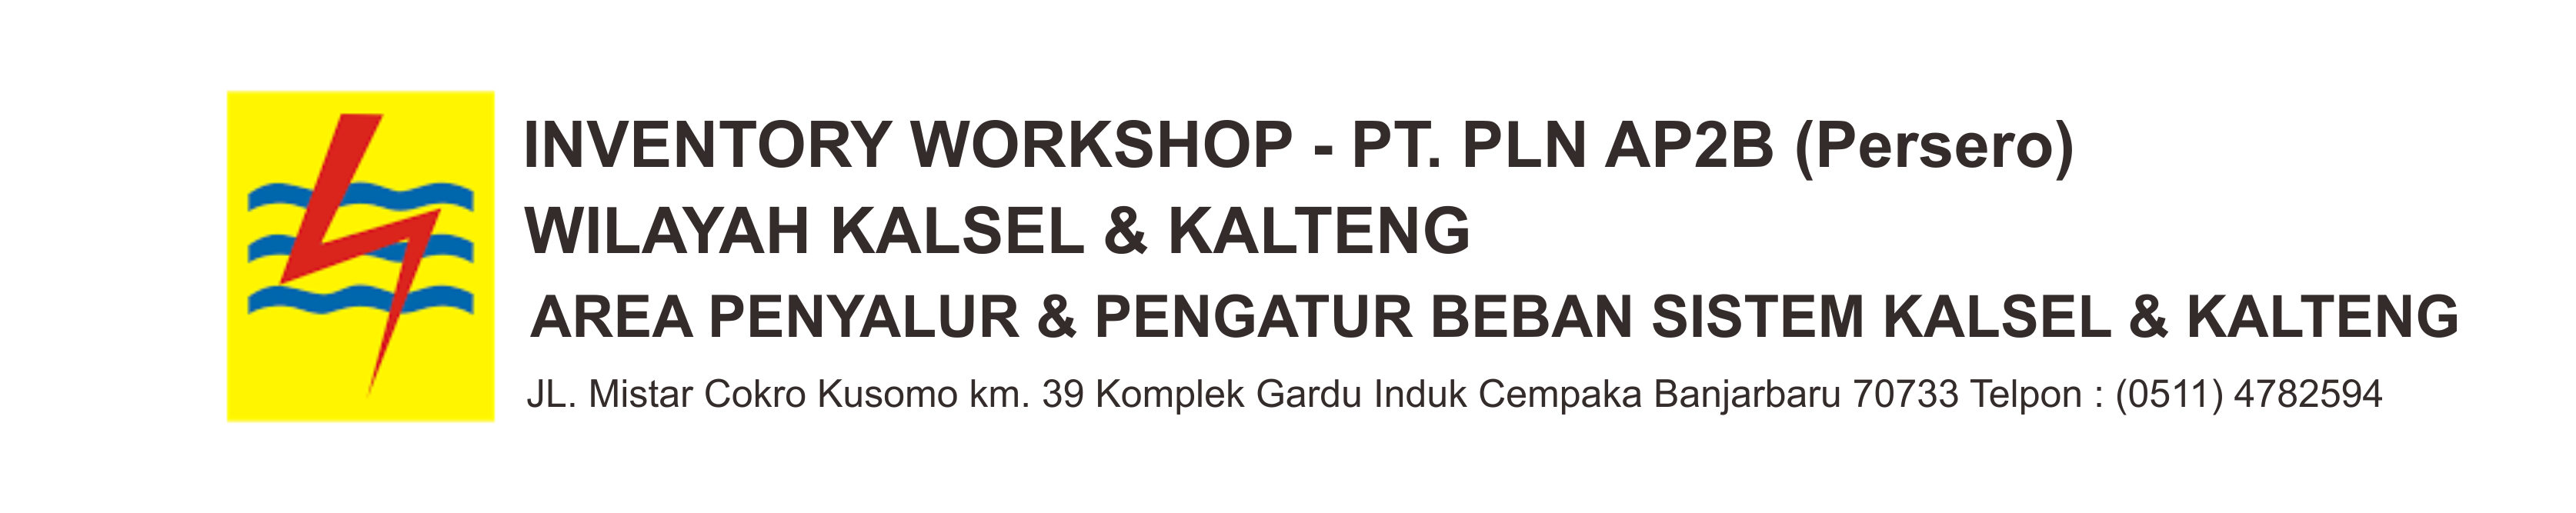 INVENTORY WORKSHOP - PT. PLN AP2B (Persero)
WILAYAH KALSEL & KALTENG
AREA PENYALUR & PENGATUR BEBAN SISTEM KALSEL & KALTENG
JL. Mistar Cokro Kusomo km. 39 Komplek Gardu Induk Cempaka Banjarbaru 70733 Telpon : (0511) 4782594